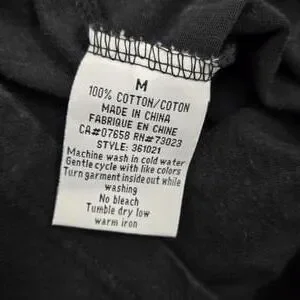 M
100% COTTON/COTON
MADE IN CHINA
FABRIQUE EN CHINE
CA#07658 RN#73023
STYLE: 361021
Machine wash in cold water
Gentle cycle with like colors
Turn garment inside out while
washing
No bleach
Tumble dry low
warm iron